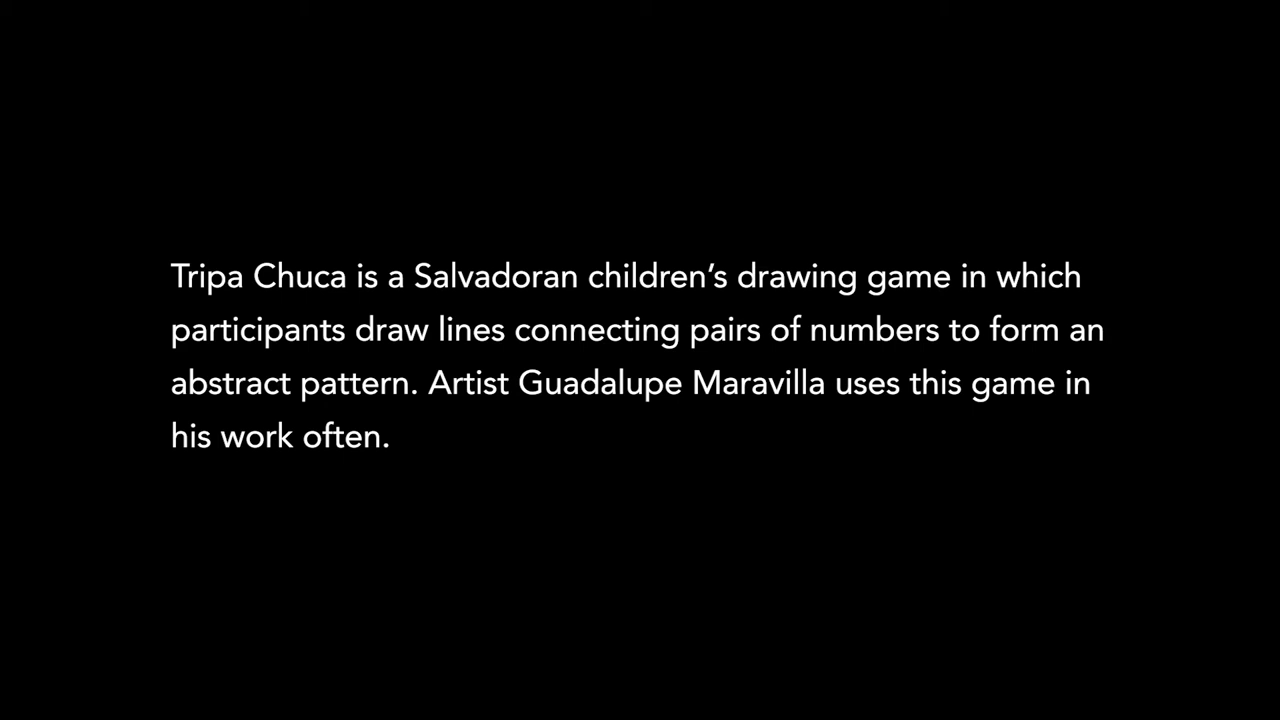 Tripa Chuca is a Salvadoran children’s drawing game in which
participants draw lines connecting pairs of numbers to form an
abstract pattern. Artist Guadalupe Maravilla uses this game in
his work often.